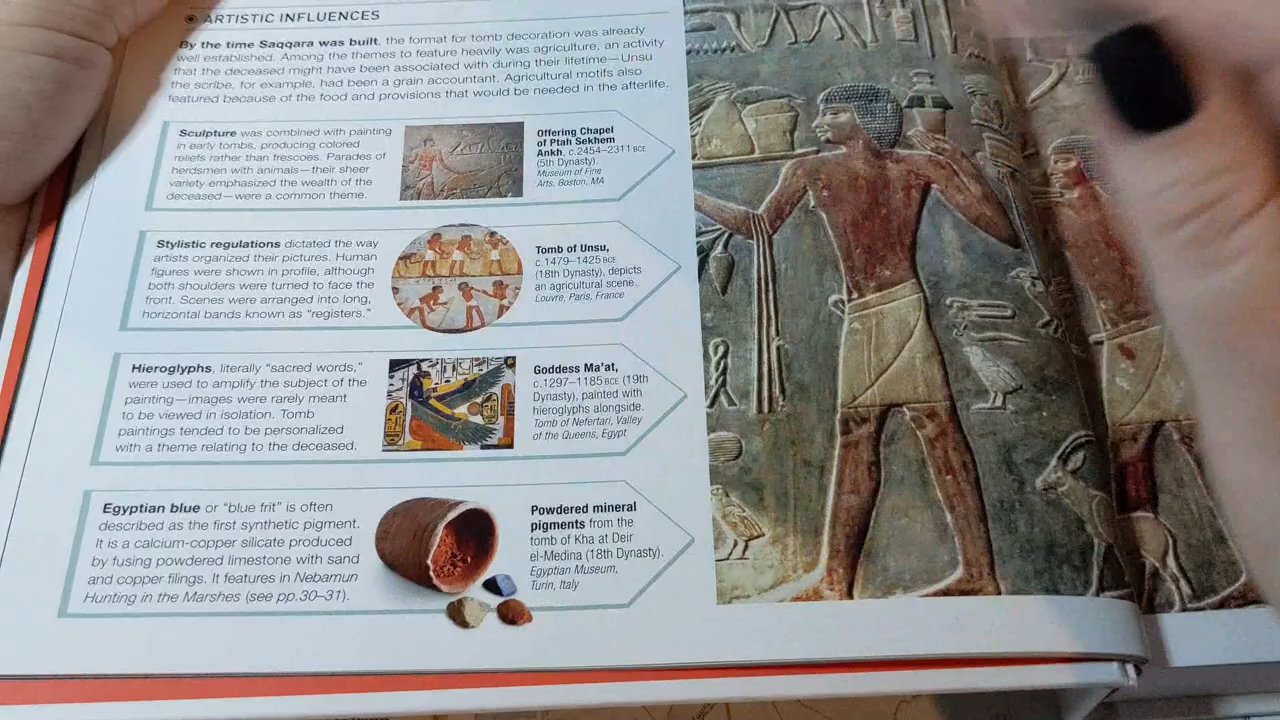 ARTISTIC INFLUENCES
By the time Saqqara was built, the format for tomb decoration was already
well established. Among the themes to feature heavily was agriculture, an activity
that the deceased might have been associated with during their lifetime—Unsu
the scribe, for example, had been a grain accountant. Agricultural motifs also
featured because of the food and provisions that would be needed in the afterlife.
Sculpture was combined with painting
in early tombs, producing colored
reliefs rather than frescoes. Parades of
herdsmen with animals—their sheer
variety emphasized the wealth of the
deceased—were a common theme.
Offering Chapel
of Ptah Sekhem
Ankh, c.2454–2311 BCE
(5th Dynasty).
Museum of Fine
Arts, Boston, MA
Stylistic regulations dictated the way
artists organized their pictures. Human
figures were shown in profile, although
both shoulders were turned to face the
front. Scenes were arranged into long,
horizontal bands known as “registers.”
Tomb of Unsu,
c.1479–1425 BCE
(18th Dynasty), depicts
an agricultural scene.
Louvre, Paris, France
Hieroglyphs, literally “sacred words,”
were used to amplify the subject of the
painting—images were rarely meant
to be viewed in isolation. Tomb
paintings tended to be personalized
with a theme relating to the deceased.
Goddess Ma’at,
c.1297–1185 BCE (19th
Dynasty), painted with
hieroglyphs alongside.
Tomb of Nefertari, Valley
of the Queens, Egypt
Egyptian blue or “blue frit” is often
described as the first synthetic pigment.
It is a calcium-copper silicate produced
by fusing powdered limestone with sand
and copper filings. It features in Nebamun
Hunting in the Marshes (see pp.30–31).
Powdered mineral
pigments from the
tomb of Kha at Deir
el-Medina (18th Dynasty).
Egyptian Museum,
Turin, Italy